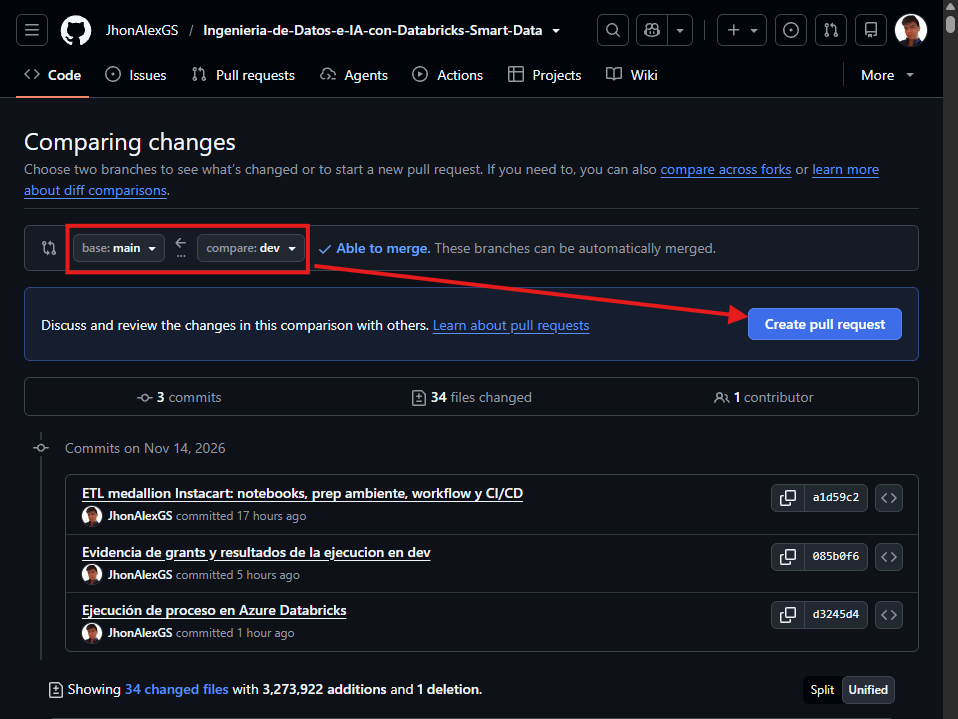 JhonAlexGS / Ingenieria-de-Datos-e-IA-con-Databricks-Smart-Data
Code Issues Pull requests Agents Actions Projects Wiki More
Comparing changes
Choose two branches to see what's changed or to start a new pull request. If you need to, you can also compare across forks or learn more
about diff comparisons.
base: main ... compare: dev Able to merge. These branches can be automatically merged.
Discuss and review the changes in this comparison with others. Learn about pull requests Create pull request
3 commits 34 files changed 1 contributor
Commits on Nov 14, 2026
ETL medallion Instacart: notebooks, prep ambiente, workflow y CI/CD a1d59c2
JhonAlexGS committed 17 hours ago
Evidencia de grants y resultados de la ejecucion en dev 085b0f6
JhonAlexGS committed 5 hours ago
Ejecución de proceso en Azure Databricks d3245d4
JhonAlexGS committed 1 hour ago
Showing 34 changed files with 3,273,922 additions and 1 deletion. Split Unified